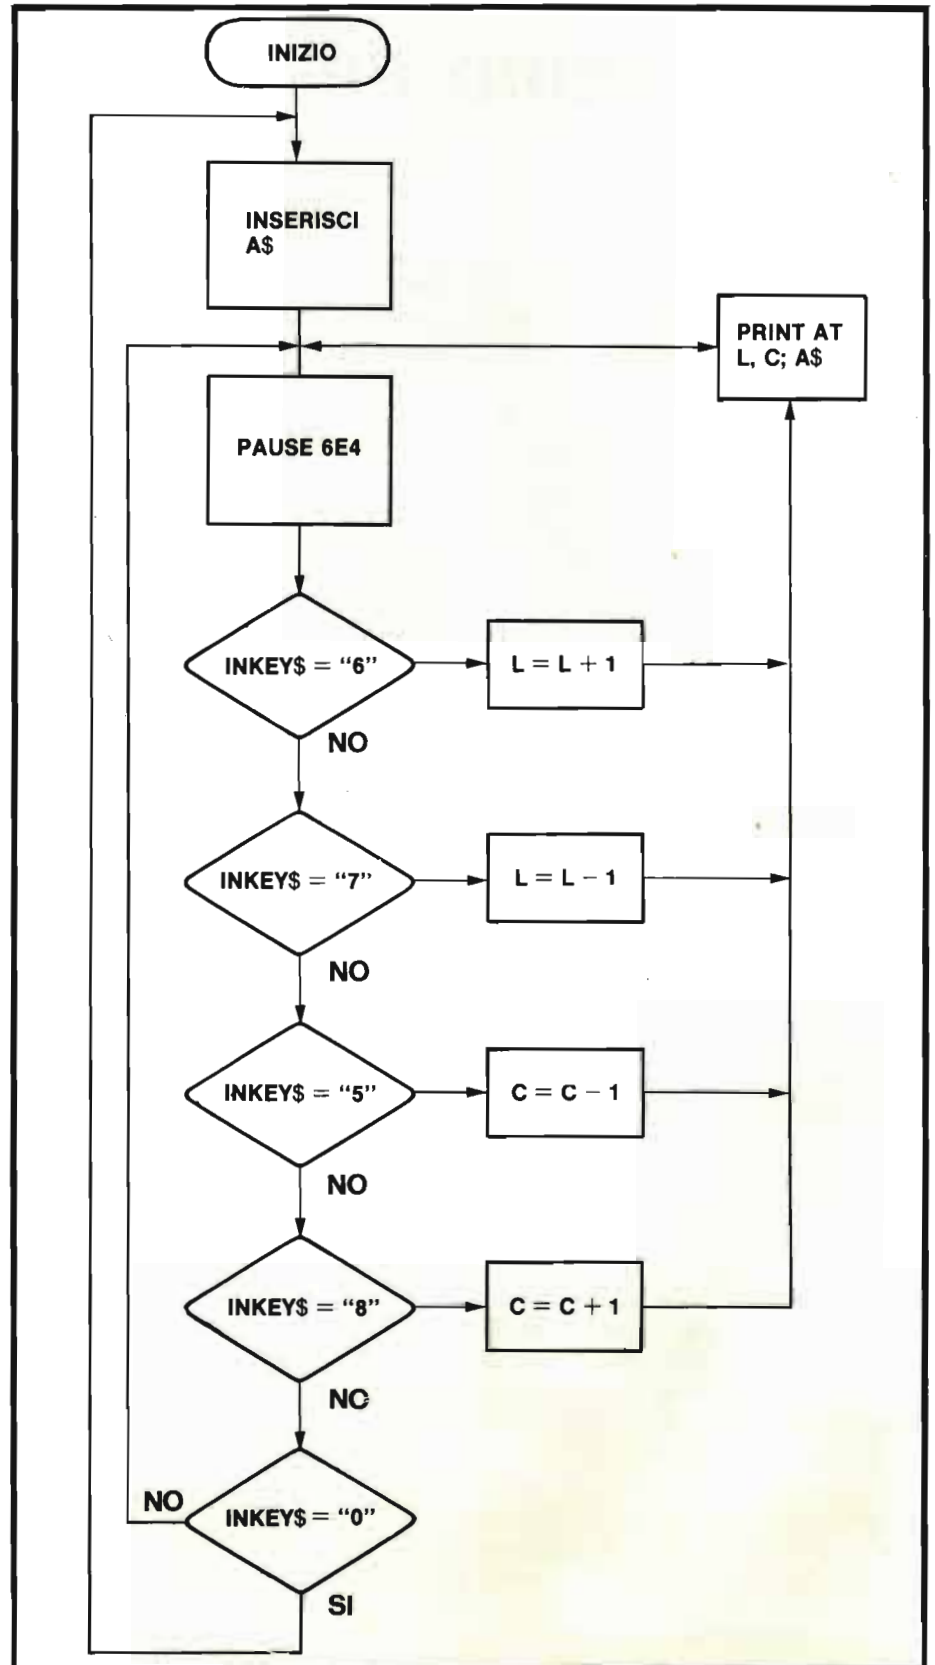 INIZIO
INSERISCI
A$
PRINT AT
L, C; A$
PAUSE 6E4
INKEY$ = “6”
L = L + 1
NO
INKEY$ = “7”
L = L − 1
NO
INKEY$ = “5”
C = C − 1
NO
INKEY$ = “8”
C = C + 1
NO
NO
INKEY$ = “0”
SI